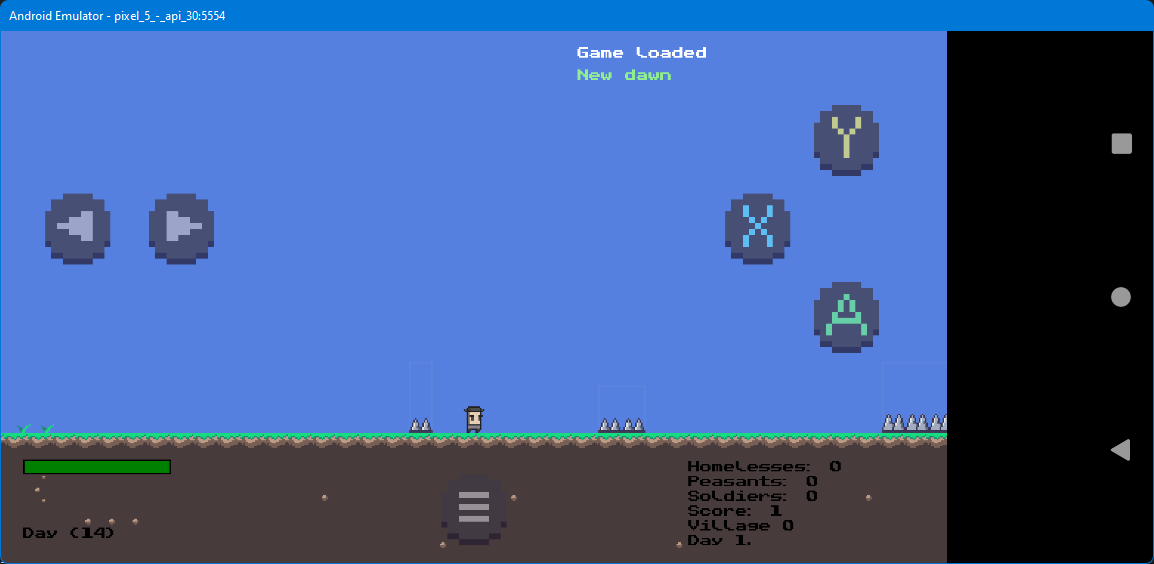 Android Emulator - pixel_5_-_api_30:5554
Game Loaded
New dawn
Y
X
A
Homelesses: 0
Peasants: 0
Soldiers: 0
Score: 1
Village 0
Day 1.
Day (14)